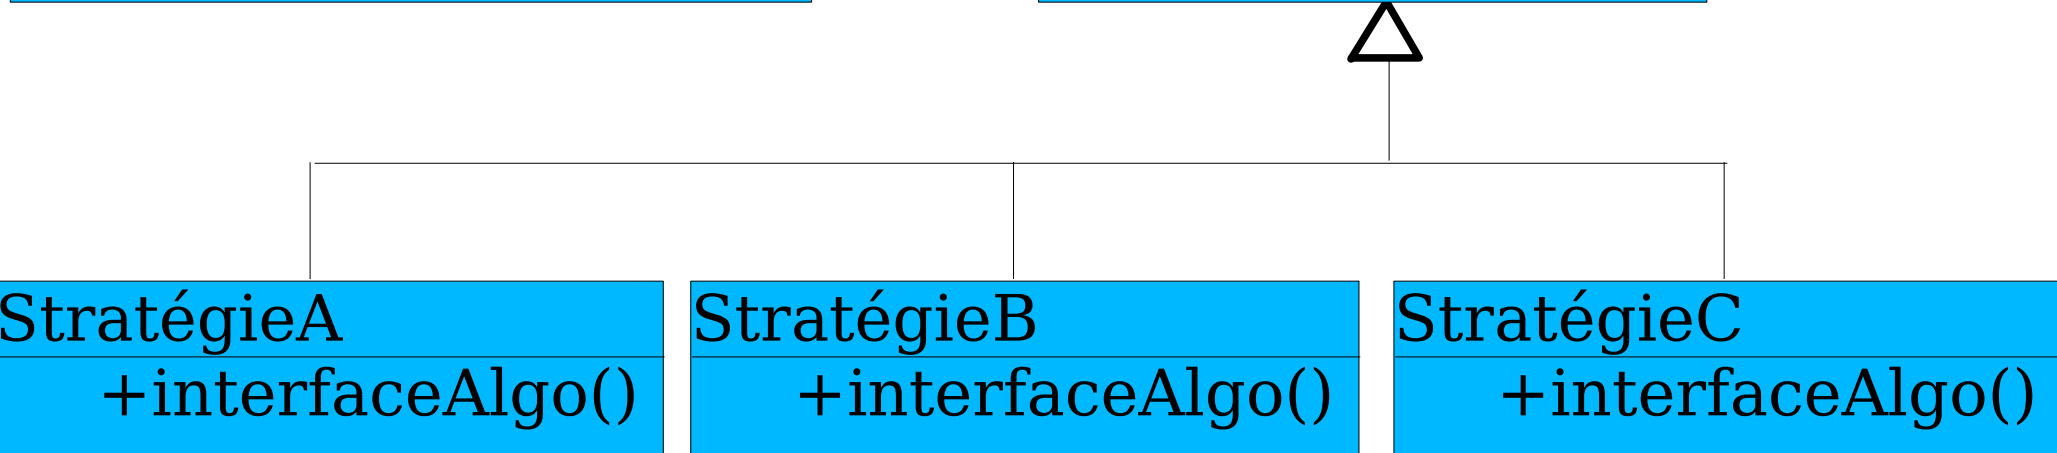 StratégieA
StratégieB
StratégieC
+interfaceAlgo()
+interfaceAlgo()
+interfaceAlgo()